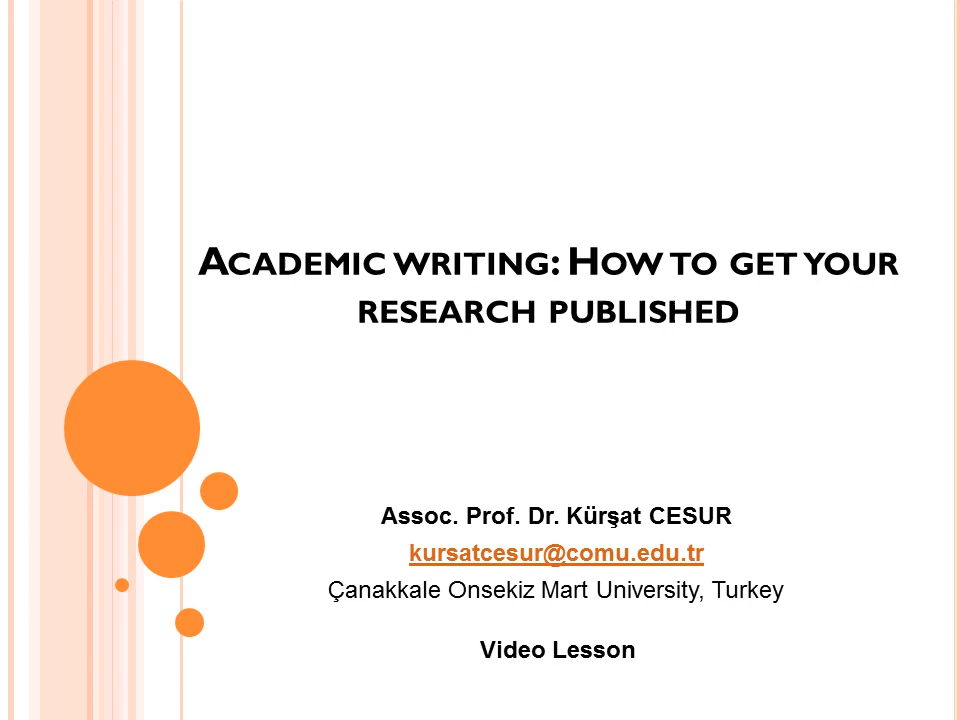 Academic writing: How to get your
research published
Assoc. Prof. Dr. Kürşat CESUR
kursatcesur@comu.edu.tr
Çanakkale Onsekiz Mart University, Turkey
Video Lesson